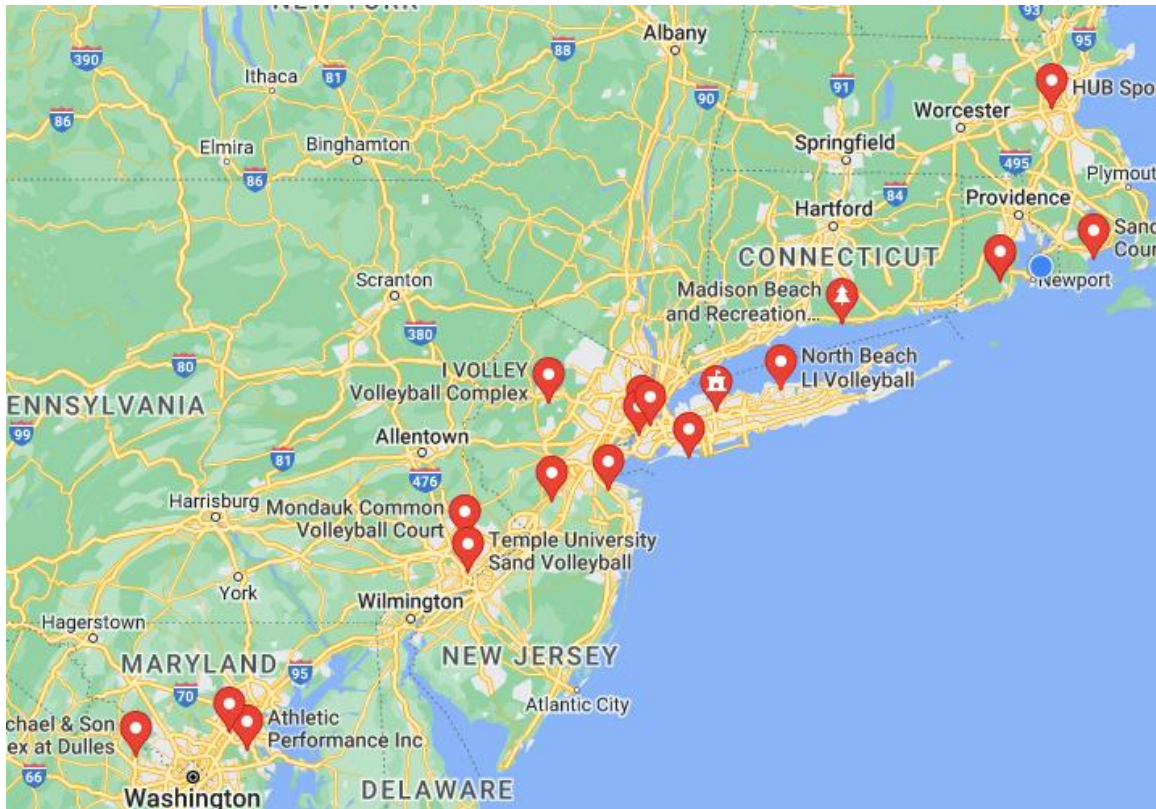 NEW YORK
93
95
390
88
Albany
Ithaca
81
90
91
HUB Spo
86
Worcester
Elmira
Binghamton
Springfield
495
86
84
Plymout
Providence
Hartford
Sand
Cour
CONNECTICUT
Newport
Scranton
Madison Beach
and Recreation...
380
North Beach
LI Volleyball
80
I VOLLEY
Volleyball Complex
ENNSYLVANIA
99
Allentown
81
476
Harrisburg
Mondauk Common
Volleyball Court
Temple University
Sand Volleyball
York
Wilmington
Hagerstown
MARYLAND
95
NEW JERSEY
70
Atlantic City
chael & Son
ex at Dulles
Athletic
Performance Inc
66
Washington
DELAWARE